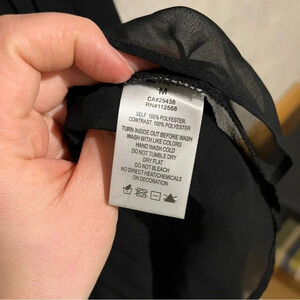 M
CA#29438
RN#112568
SELF 100% POLYESTER
CONTRAST 100% POLYESTER
TURN INSIDE OUT BEFORE WASH
WASH WITH LIKE COLORS
HAND WASH COLD
DO NOT TUMBLE DRY
DRY FLAT
DO NOT BLEACH
NO DIRECT HEAT/CHEMICALS
ON DECORATION